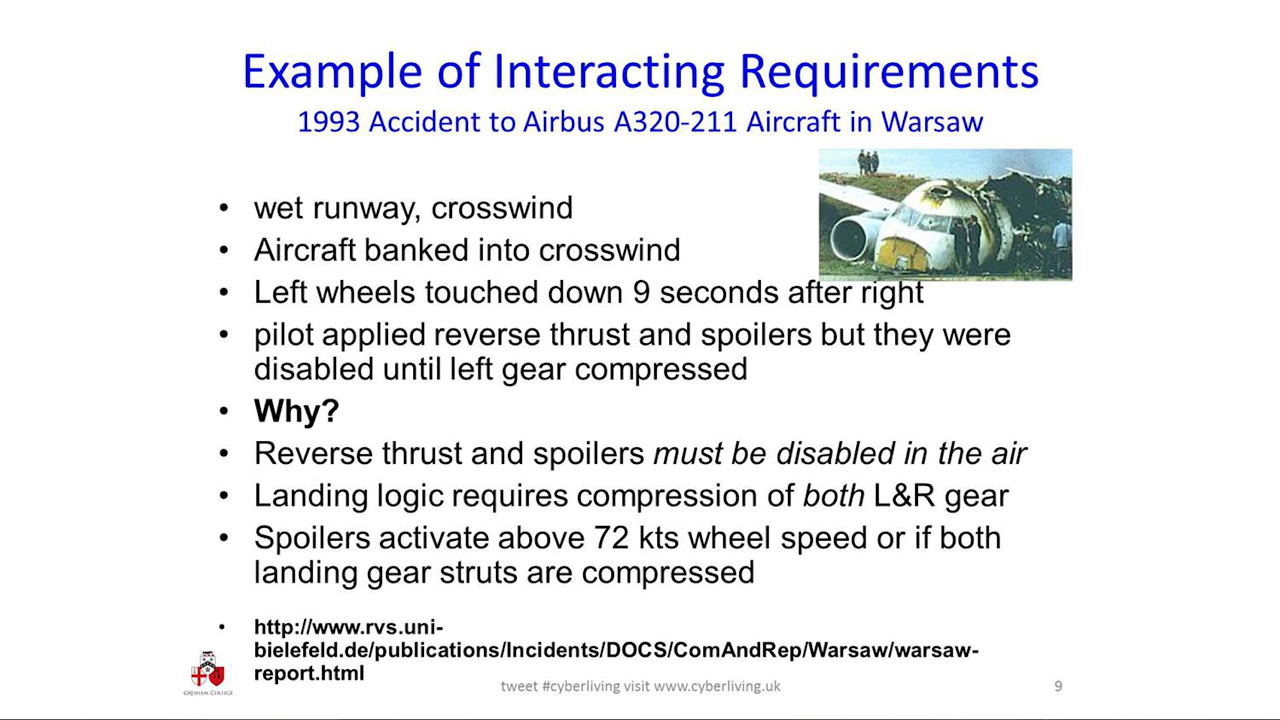 Example of Interacting Requirements
1993 Accident to Airbus A320-211 Aircraft in Warsaw
• wet runway, crosswind
• Aircraft banked into crosswind
• Left wheels touched down 9 seconds after right
• pilot applied reverse thrust and spoilers but they were
disabled until left gear compressed
• Why?
• Reverse thrust and spoilers must be disabled in the air
• Landing logic requires compression of both L&R gear
• Spoilers activate above 72 kts wheel speed or if both
landing gear struts are compressed
• http://www.rvs.uni-
bielefeld.de/publications/Incidents/DOCS/ComAndRep/Warsaw/warsaw-
report.html
GRESHAM COLLEGE
tweet #cyberliving visit www.cyberliving.uk
9